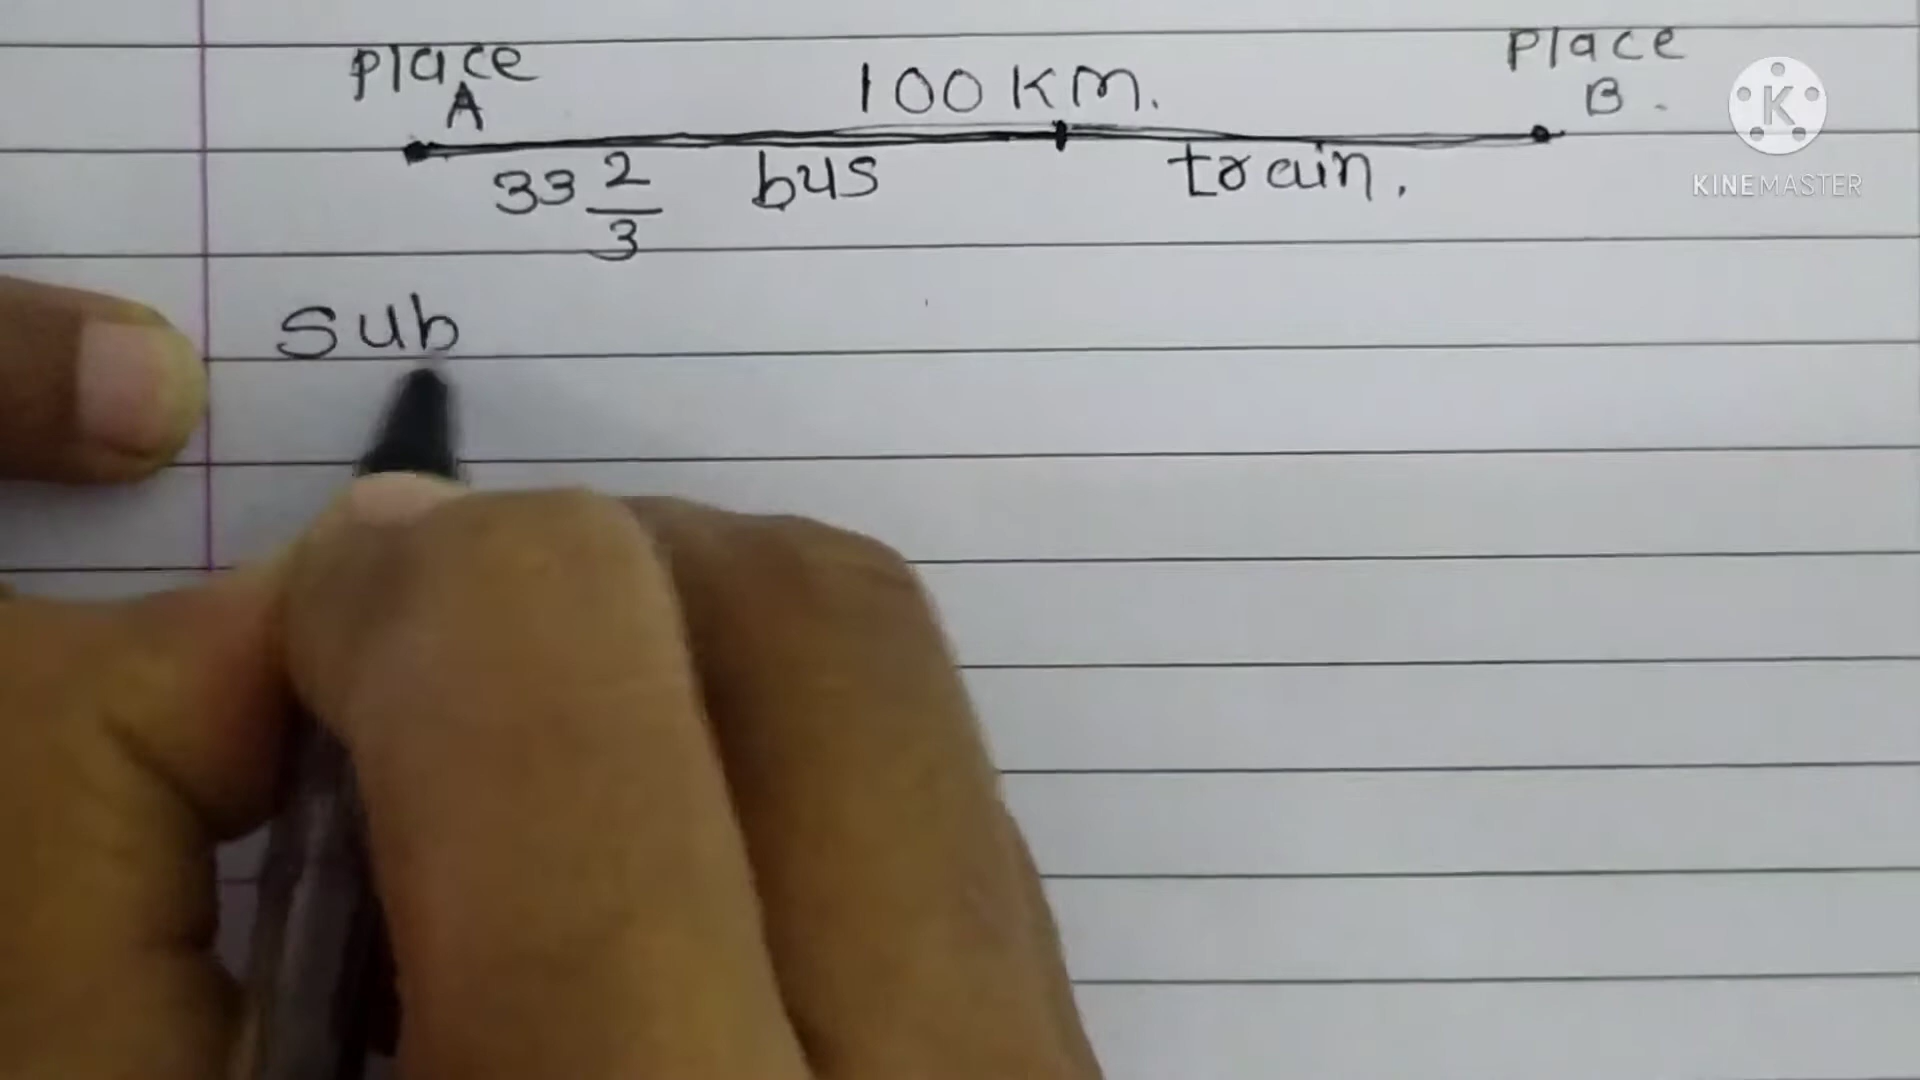 Place Place
A 100 KM. B.
33 2/3 bus train.
Sub
K
KINEMASTER